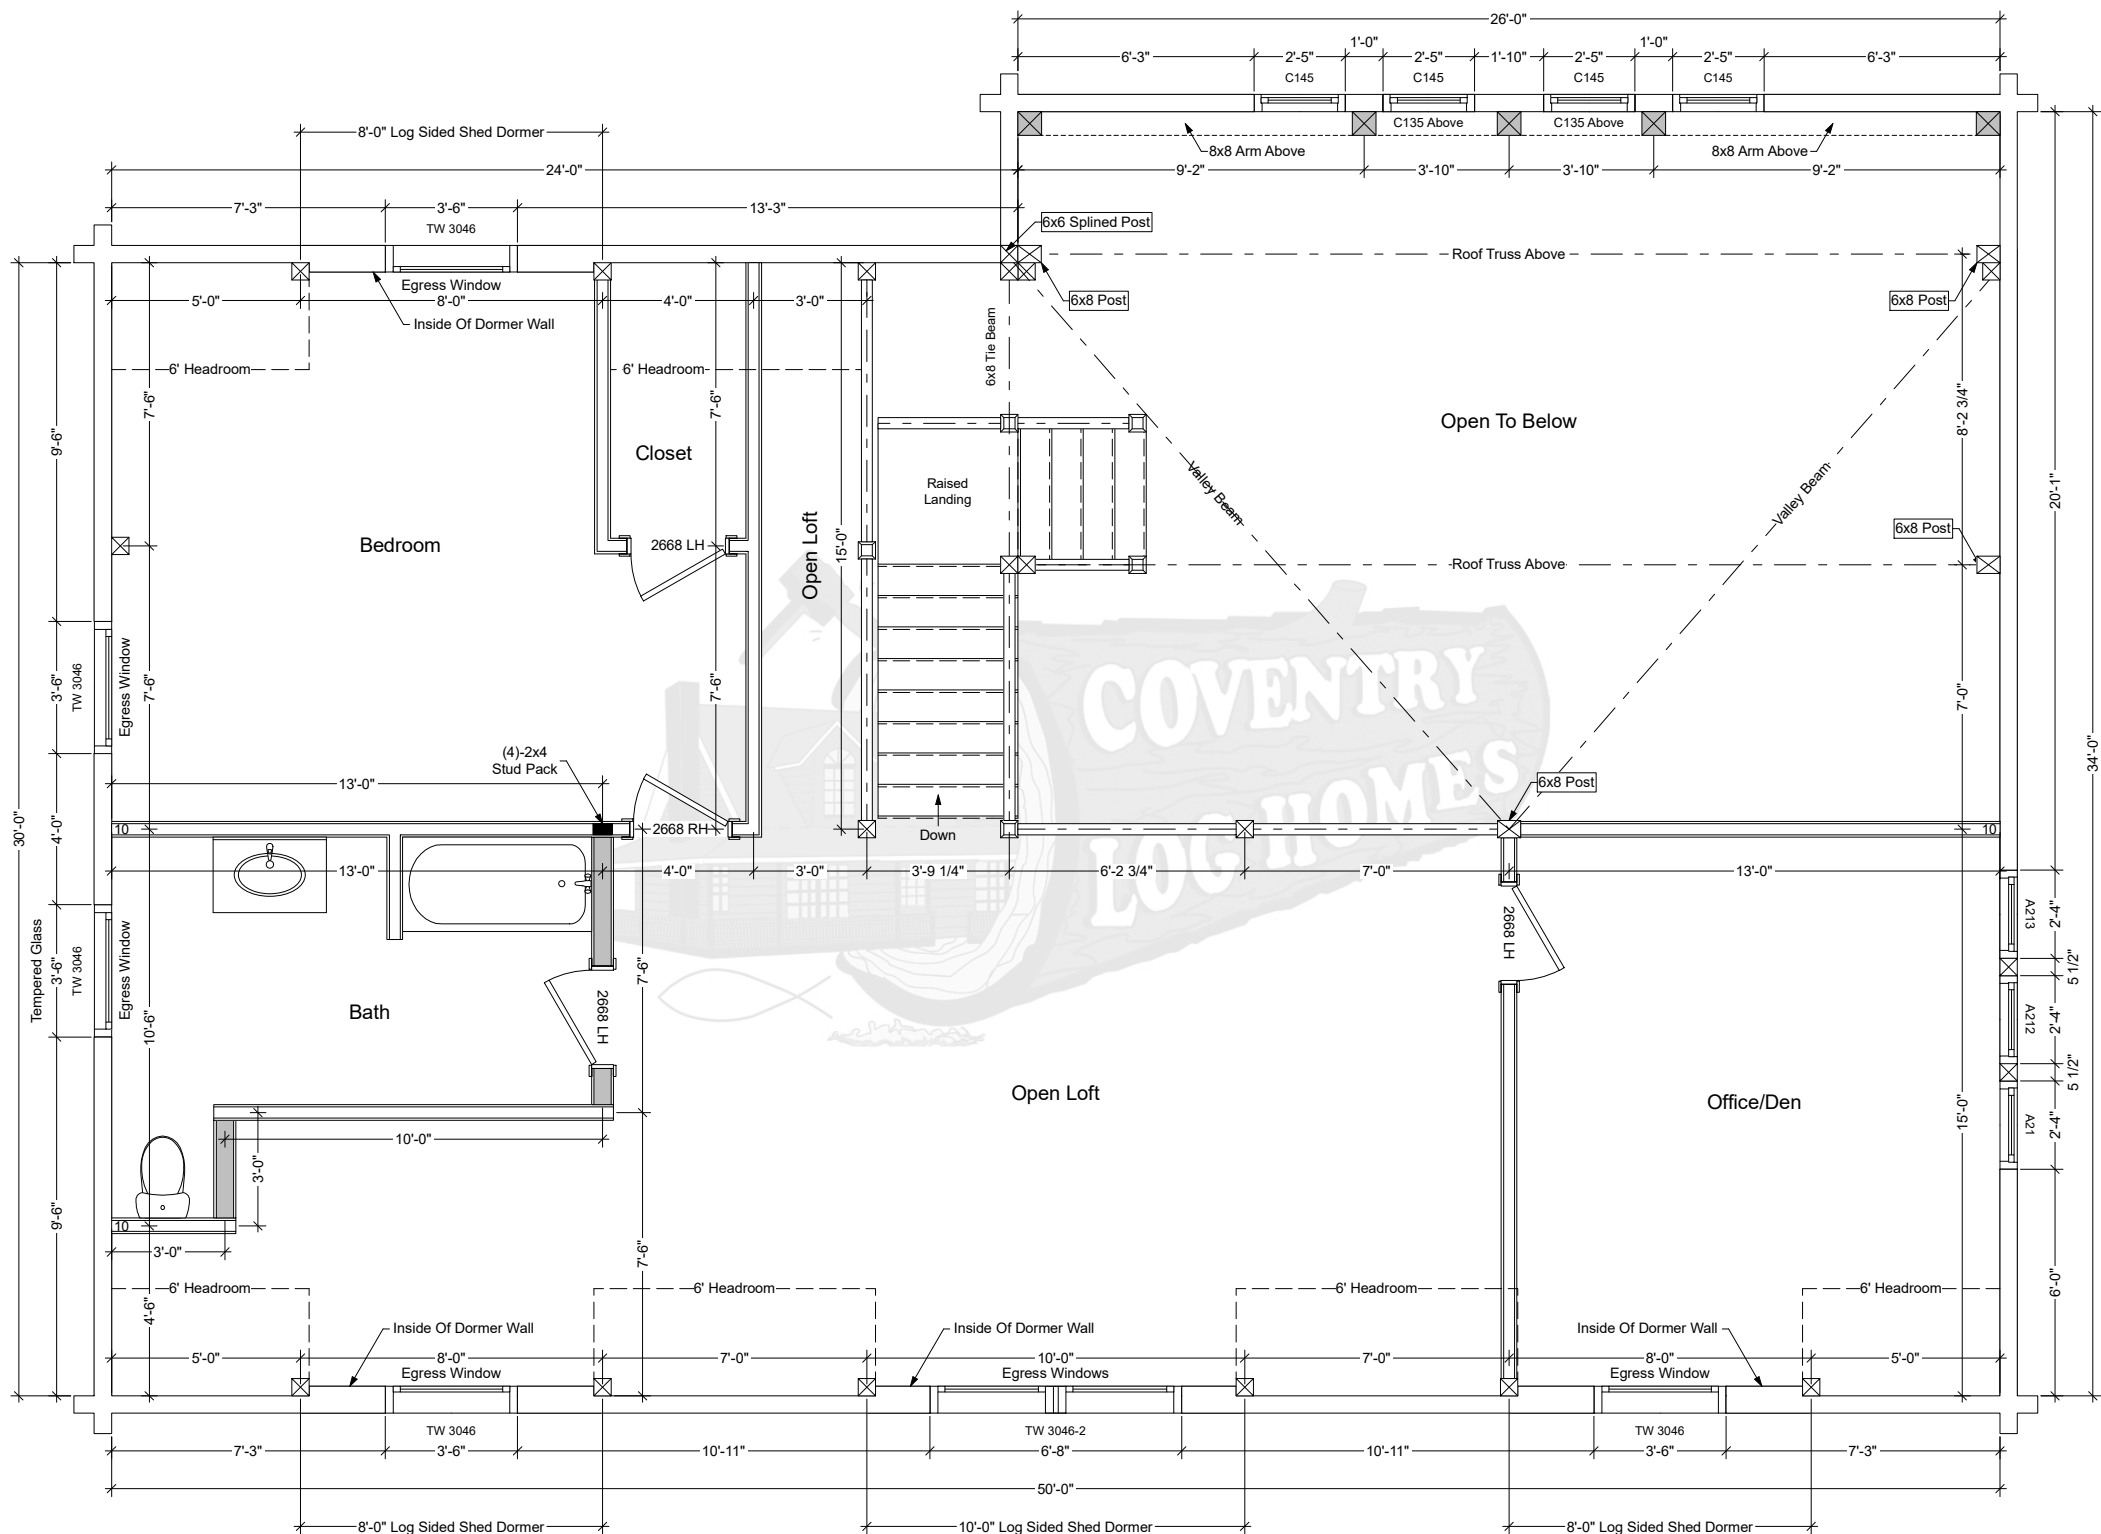 26'-0"
6'-3" 2'-5" 1'-0" 2'-5" 1'-10" 2'-5" 1'-0" 2'-5" 6'-3"
C145 C145 C145 C145
C135 Above C135 Above
8'-0" Log Sided Shed Dormer
8x8 Arm Above 8x8 Arm Above
24'-0" 9'-2" 3'-10" 3'-10" 9'-2"
7'-3" 3'-6" 13'-3"
TW 3046
6x6 Splined Post
Roof Truss Above
Egress Window
5'-0" 8'-0" 4'-0" 3'-0"
6x8 Post
6x8 Post
Inside Of Dormer Wall
6x8 Tie Beam
6' Headroom 6' Headroom
7'-6"
7'-6"
9'-6"
8'-2 3/4"
Open To Below
Closet
Raised
Landing
Valley Beam
Valley Beam
20'-1"
6x8 Post
Bedroom
2668 LH
Open Loft
15'-0"
Roof Truss Above
COVENTRY
LOG HOMES
Egress Window
TW 3046
3'-6"
7'-6"
7'-6"
7'-0"
34'-0"
(4)-2x4
Stud Pack
13'-0"
6x8 Post
30'-0"
4'-0"
10
2668 RH
Down
10
13'-0" 4'-0" 3'-0" 3'-9 1/4" 6'-2 3/4" 7'-0" 13'-0"
2668 LH
A213
2'-4"
5 1/2"
Tempered Glass
3'-6"
TW 3046
Egress Window
7'-6"
Bath
2668 LH
10'-6"
A212
2'-4"
5 1/2"
Open Loft
Office/Den
15'-0"
A21
2'-4"
10'-0"
3'-0"
9'-6"
10
3'-0"
7'-6"
6' Headroom 6' Headroom 6' Headroom 6' Headroom
4'-6"
6'-0"
Inside Of Dormer Wall Inside Of Dormer Wall Inside Of Dormer Wall
5'-0" 8'-0" 7'-0" 10'-0" 7'-0" 8'-0" 5'-0"
Egress Window Egress Windows Egress Window
TW 3046 TW 3046-2 TW 3046
7'-3" 3'-6" 10'-11" 6'-8" 10'-11" 3'-6" 7'-3"
50'-0"
8'-0" Log Sided Shed Dormer 10'-0" Log Sided Shed Dormer 8'-0" Log Sided Shed Dormer